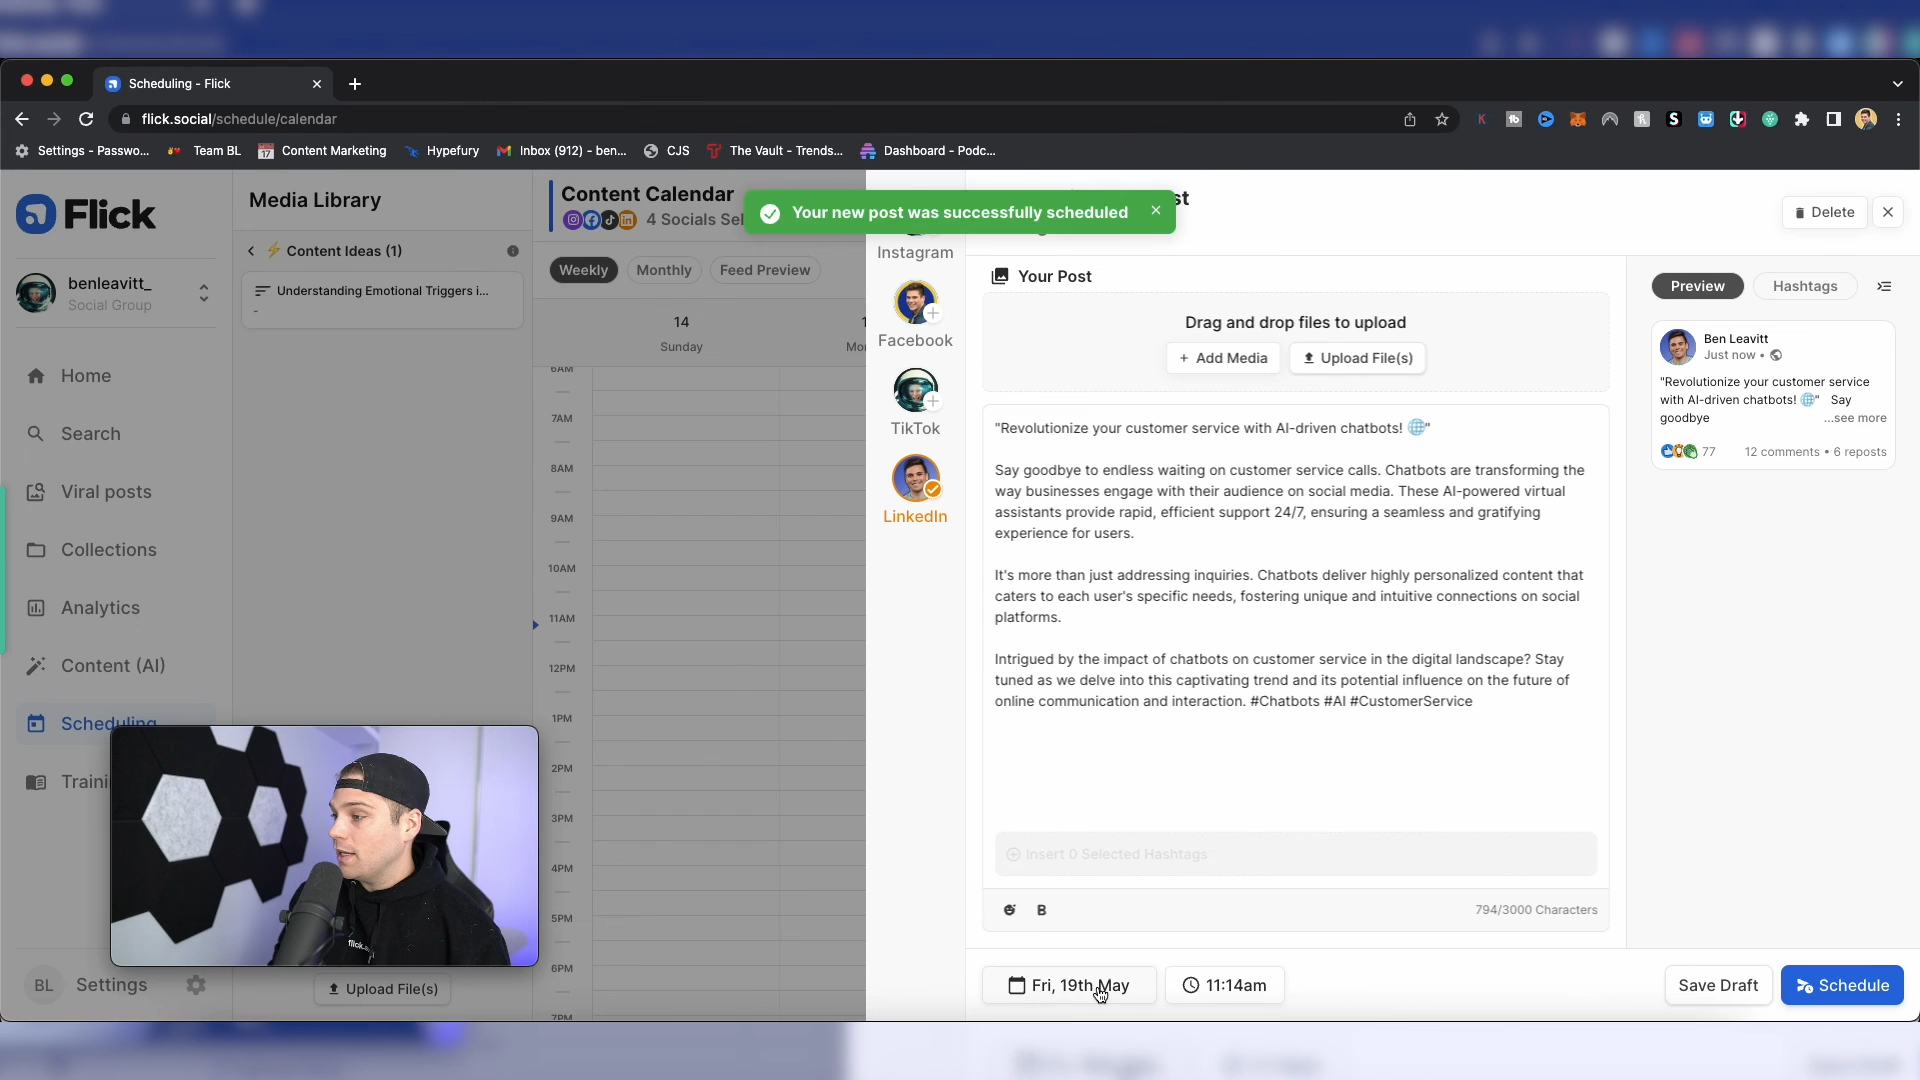 Scheduling - Flick
flick.social/schedule/calendar
Settings - Passwo...
Team BL
Content Marketing
Hypefury
Inbox (912) - ben...
CJS
The Vault - Trends...
Dashboard - Podc...
Flick
benleavitt_
Social Group
Home
Search
Viral posts
Collections
Analytics
Content (AI)
Scheduling
BL
Settings
Media Library
⚡ Content Ideas (1)
Understanding Emotional Triggers i...
-
Upload File(s)
Content Calendar
4 Socials Sel
Weekly
Monthly
Feed Preview
14
Sunday
6AM
7AM
8AM
9AM
10AM
11AM
12PM
1PM
2PM
3PM
4PM
5PM
6PM
7PM
Your new post was successfully scheduled
Instagram
Facebook
TikTok
LinkedIn
Delete
Your Post
Drag and drop files to upload
+ Add Media
Upload File(s)
"Revolutionize your customer service with AI-driven chatbots! 🌐"
Say goodbye to endless waiting on customer service calls. Chatbots are transforming the
way businesses engage with their audience on social media. These AI-powered virtual
assistants provide rapid, efficient support 24/7, ensuring a seamless and gratifying
experience for users.
It's more than just addressing inquiries. Chatbots deliver highly personalized content that
caters to each user's specific needs, fostering unique and intuitive connections on social
platforms.
Intrigued by the impact of chatbots on customer service in the digital landscape? Stay
tuned as we delve into this captivating trend and its potential influence on the future of
online communication and interaction. #Chatbots #AI #CustomerService
Insert 0 Selected Hashtags
B
794/3000 Characters
Fri, 19th May
11:14am
Save Draft
Schedule
Preview
Hashtags
Ben Leavitt
Just now •
"Revolutionize your customer service
with AI-driven chatbots! 🌐" Say
goodbye
...see more
77
12 comments • 6 reposts